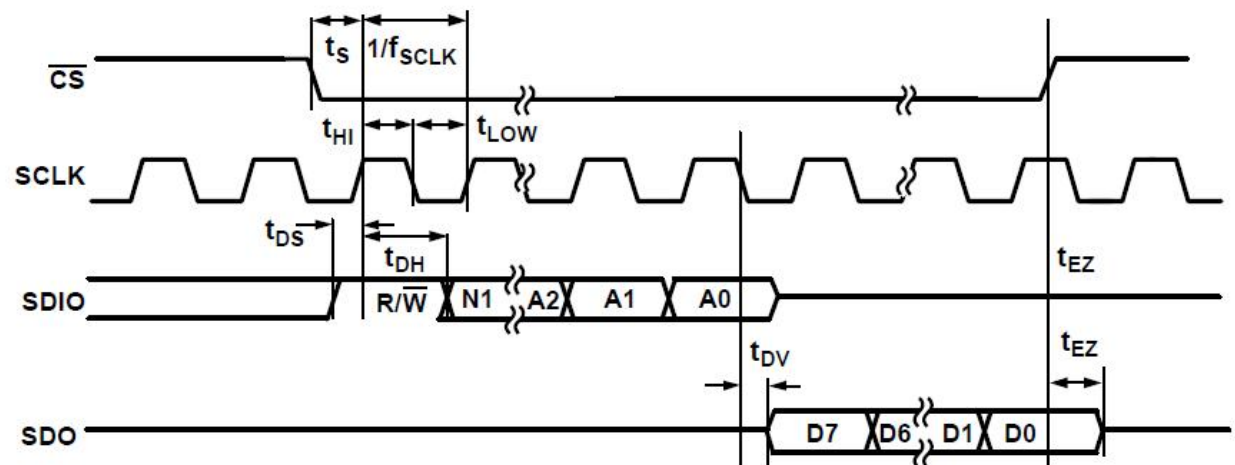 tS 1/fSCLK
CS
tHI tLOW
SCLK
tDS
tDH tEZ
SDIO R/W N1 A2 A1 A0
tDV tEZ
SDO D7 D6 D1 D0